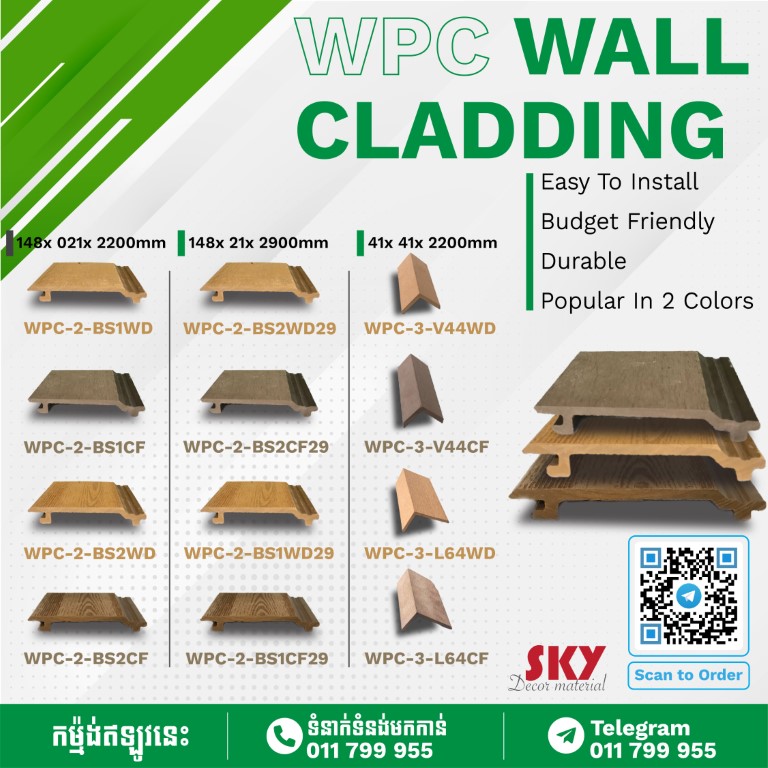 WPC WALL
CLADDING
Easy To Install
Budget Friendly
Durable
Popular In 2 Colors
148x 021x 2200mm
148x 21x 2900mm
41x 41x 2200mm
WPC-2-BS1WD
WPC-2-BS2WD29
WPC-3-V44WD
WPC-2-BS1CF
WPC-2-BS2CF29
WPC-3-V44CF
WPC-2-BS2WD
WPC-2-BS1WD29
WPC-3-L64WD
WPC-2-BS2CF
WPC-2-BS1CF29
WPC-3-L64CF
SKY
Decor material
Scan to Order
កម្ម៉ង់ឥឡូវនេះ
ទំនាក់ទំនងមកកាន់
011 799 955
Telegram
011 799 955